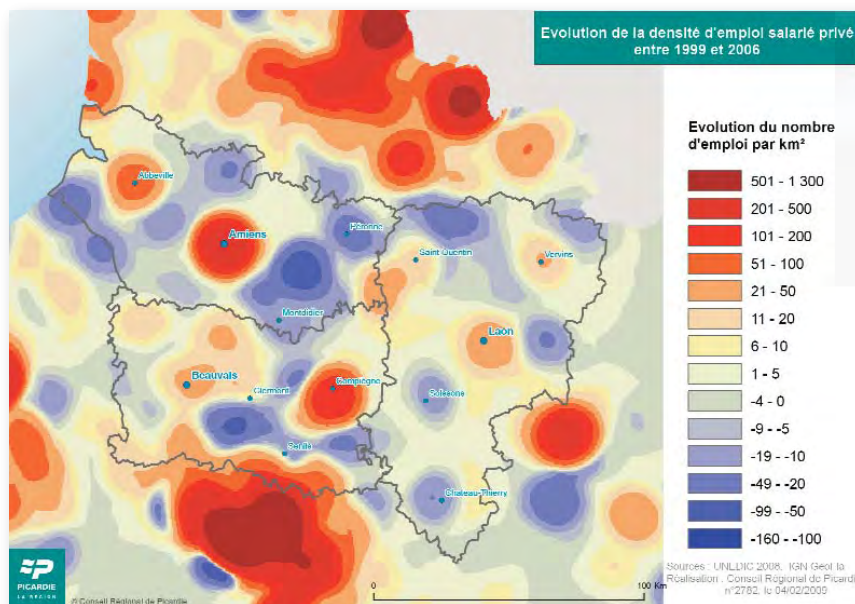 Evolution de la densité d'emploi salarié privé
entre 1999 et 2006
Evolution du nombre
d'emploi par km²
501 - 1 300
201 - 500
101 - 200
51 - 100
21 - 50
11 - 20
6 - 10
1 - 5
-4 - 0
-9 - -5
-19 - -10
-49 - -20
-99 - -50
-160 - -100
Abbeville
Amiens
Péronne
Saint-Quentin
Vervins
Montdidier
Laon
Beauvais
Compiègne
Clermont
Soissons
Senlis
Chateau-Thierry
PICARDIE
LA RÉGION
© Conseil Régional de Picardie
0
100 Km
Sources : UNEDIC 2008, IGN Géol la
Réalisation : Conseil Régional de Picardi
n°2782, le 04/02/2009